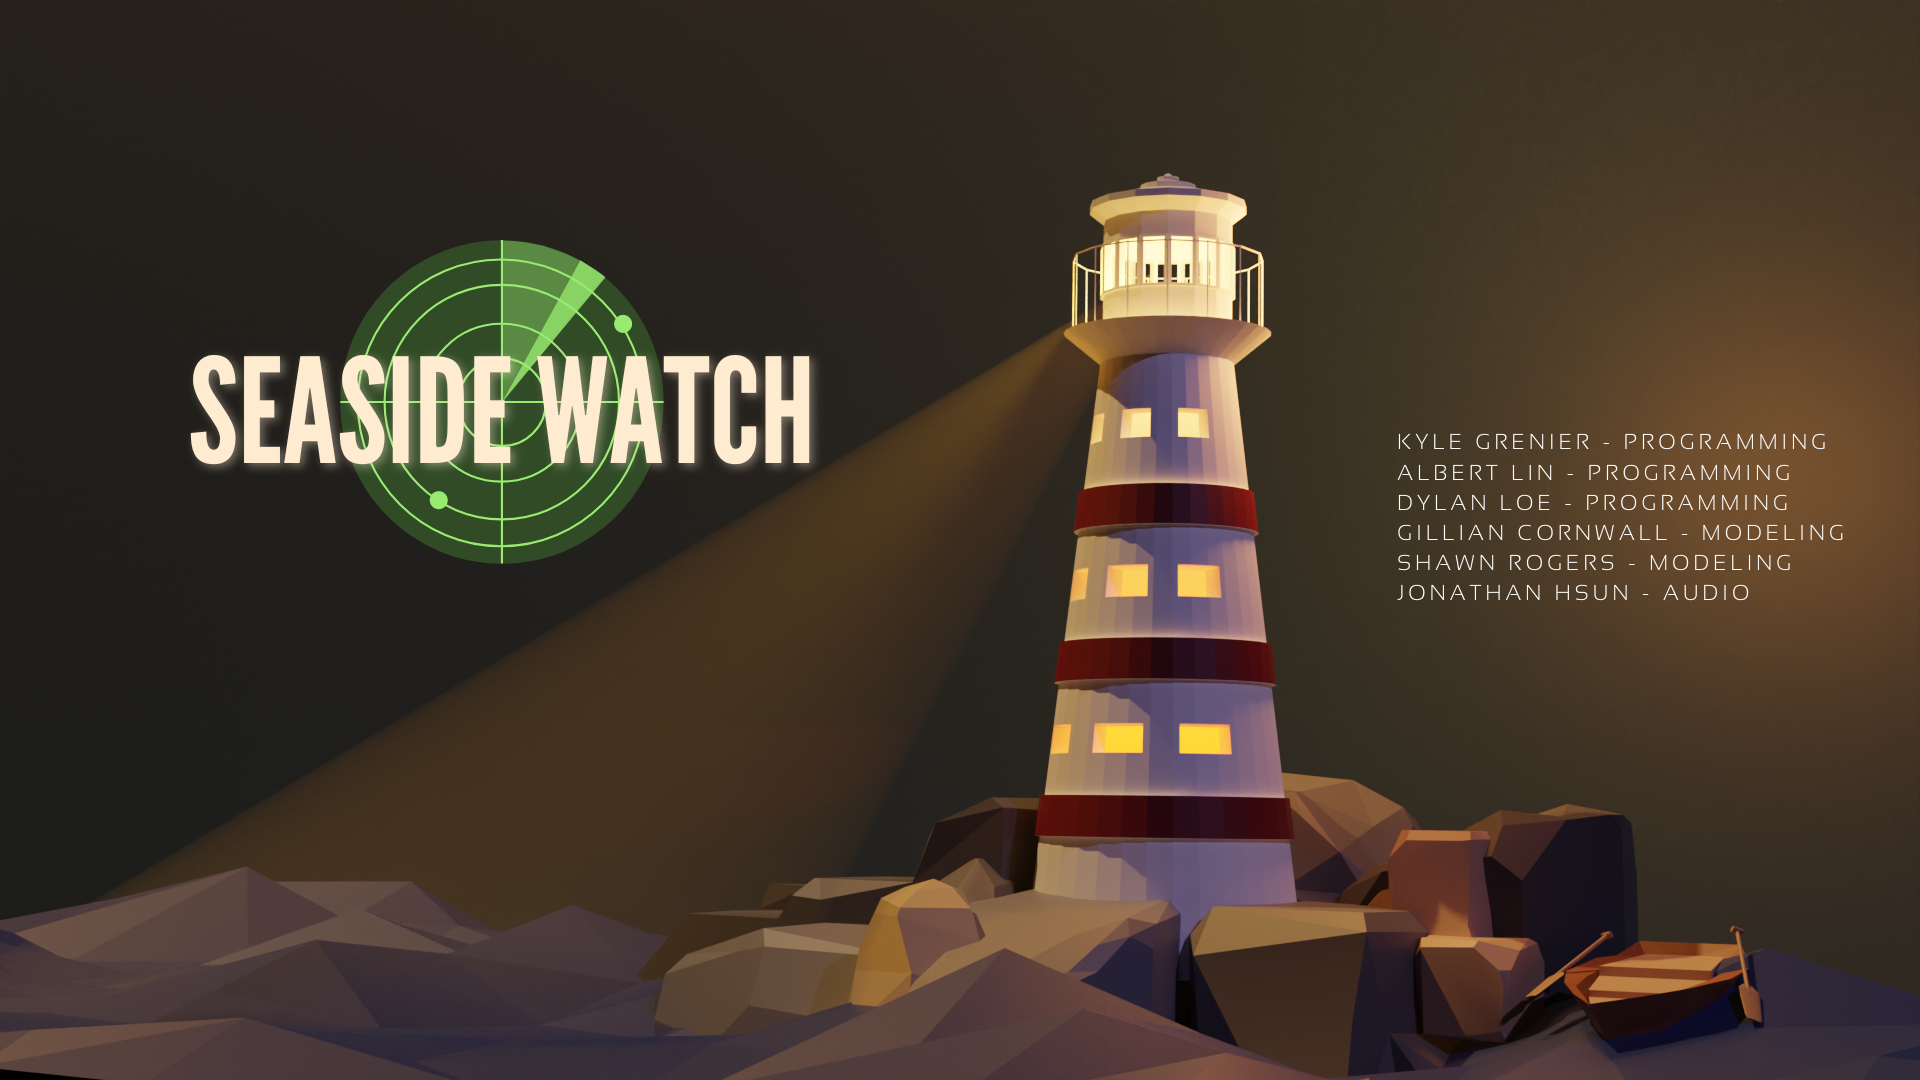 SEASIDE WATCH
KYLE GRENIER - PROGRAMMING
ALBERT LIN - PROGRAMMING
DYLAN LOE - PROGRAMMING
GILLIAN CORNWALL - MODELING
SHAWN ROGERS - MODELING
JONATHAN HSUN - AUDIO